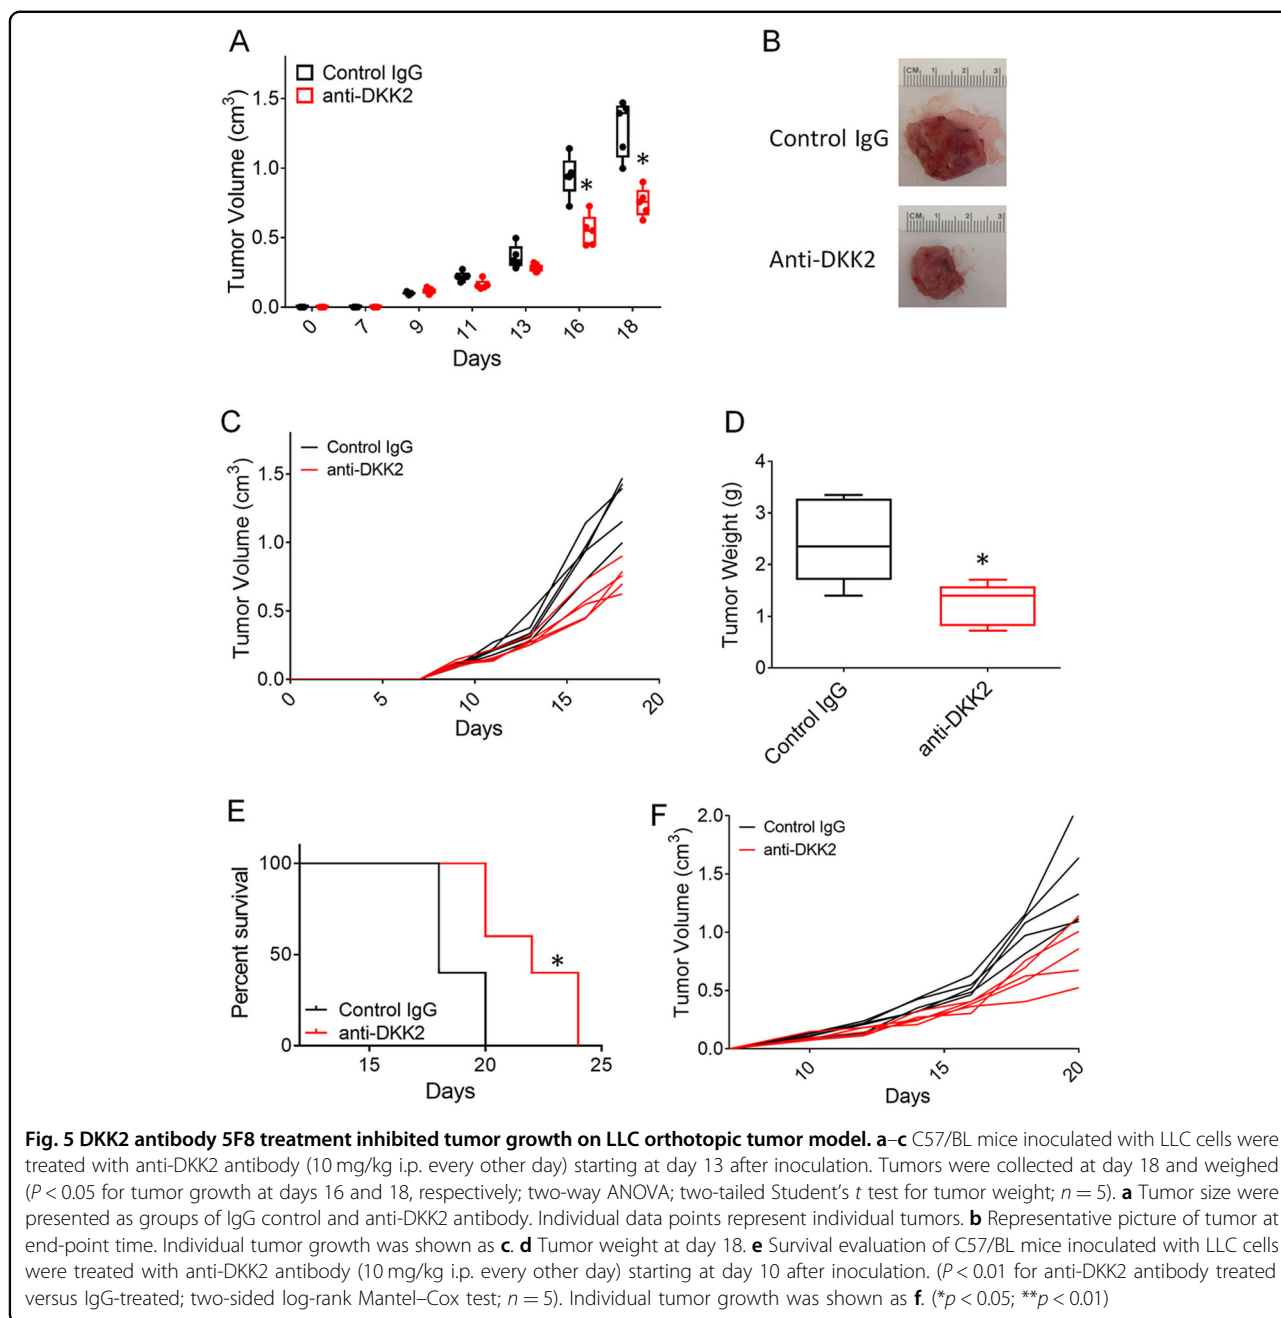 A
Control IgG
anti-DKK2
Tumor Volume (cm³)
1.5
1.0
0.5
0.0
0 7 9 11 13 16 18
*
*
Days
B
Control IgG
CM 1 2 3
Anti-DKK2
CM 1 2 3
C
Control IgG
anti-DKK2
Tumor Volume (cm³)
1.5
1.0
0.5
0.0
0 5 10 15 20
Days
D
Tumor Weight (g)
4
3
2
1
0
*
Control IgG anti-DKK2
E
Percent survival
100
50
0
*
Control IgG
anti-DKK2
15 20 25
Days
F
Control IgG
anti-DKK2
Tumor Volume (cm³)
2.0
1.5
1.0
0.5
0.0
10 15 20
Days
Fig. 5 DKK2 antibody 5F8 treatment inhibited tumor growth on LLC orthotopic tumor model. a–c C57/BL mice inoculated with LLC cells were
treated with anti-DKK2 antibody (10 mg/kg i.p. every other day) starting at day 13 after inoculation. Tumors were collected at day 18 and weighed
(P < 0.05 for tumor growth at days 16 and 18, respectively; two-way ANOVA; two-tailed Student's t test for tumor weight; n = 5). a Tumor size were
presented as groups of IgG control and anti-DKK2 antibody. Individual data points represent individual tumors. b Representative picture of tumor at
end-point time. Individual tumor growth was shown as c. d Tumor weight at day 18. e Survival evaluation of C57/BL mice inoculated with LLC cells
were treated with anti-DKK2 antibody (10 mg/kg i.p. every other day) starting at day 10 after inoculation. (P < 0.01 for anti-DKK2 antibody treated
versus IgG-treated; two-sided log-rank Mantel–Cox test; n = 5). Individual tumor growth was shown as f. (*p < 0.05; **p < 0.01)